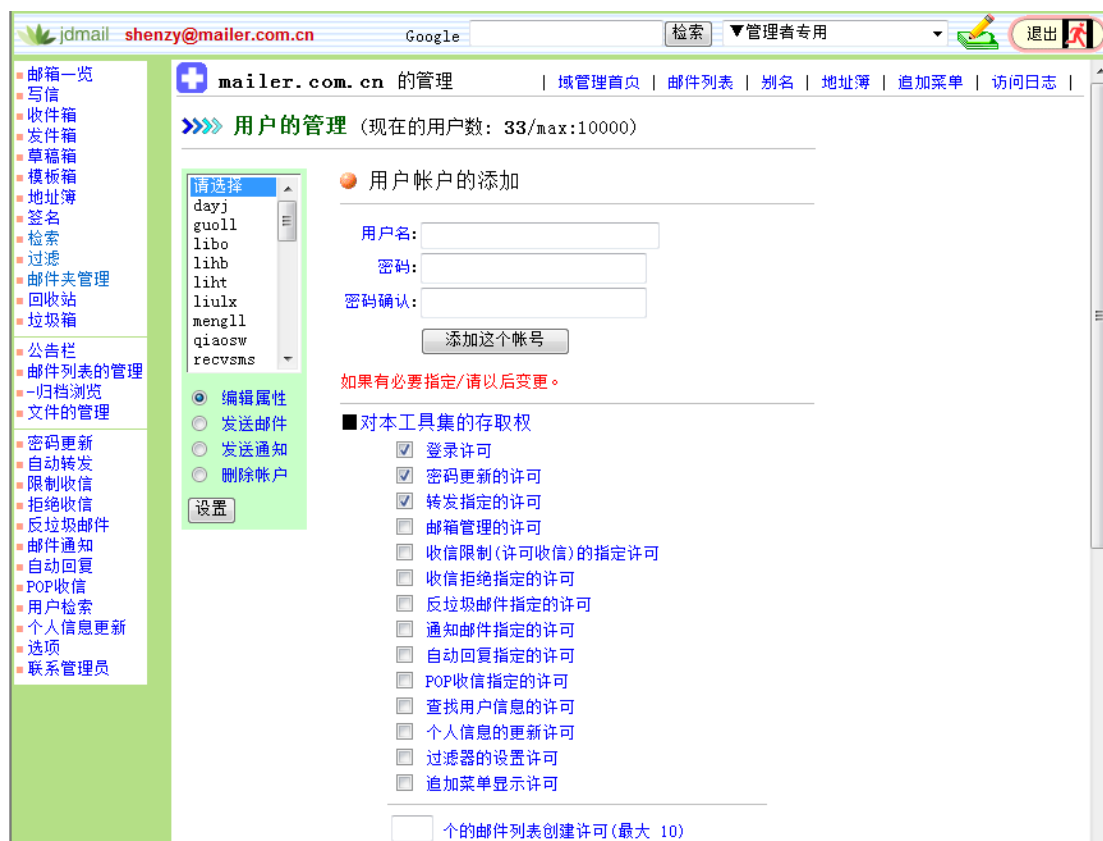 jdmail shenzy@mailer.com.cn Google 检索 ▼管理者专用 退出
邮箱一览
写信
收件箱
发件箱
草稿箱
模板箱
地址簿
签名
检索
过滤
邮件夹管理
回收站
垃圾箱
公告栏
邮件列表的管理
-归档浏览
文件的管理
密码更新
自动转发
限制收信
拒绝收信
反垃圾邮件
邮件通知
自动回复
POP收信
用户检索
个人信息更新
选项
联系管理员
mailer.com.cn 的管理 | 域管理首页 | 邮件列表 | 别名 | 地址簿 | 追加菜单 | 访问日志 |
用户的管理 (现在的用户数: 33/max:10000)
请选择
dayj
guoll
libo
lihb
liht
liulx
mengll
qiaosw
recvsms
编辑属性
发送邮件
发送通知
删除帐户
设置
用户帐户的添加
用户名:
密码:
密码确认:
添加这个帐号
如果有必要指定/请以后变更。
■对本工具集的存取权
登录许可
密码更新的许可
转发指定的许可
邮箱管理的许可
收信限制(许可收信)的指定许可
收信拒绝指定的许可
反垃圾邮件指定的许可
通知邮件指定的许可
自动回复指定的许可
POP收信指定的许可
查找用户信息的许可
个人信息的更新许可
过滤器的设置许可
追加菜单显示许可
个的邮件列表创建许可(最大 10)